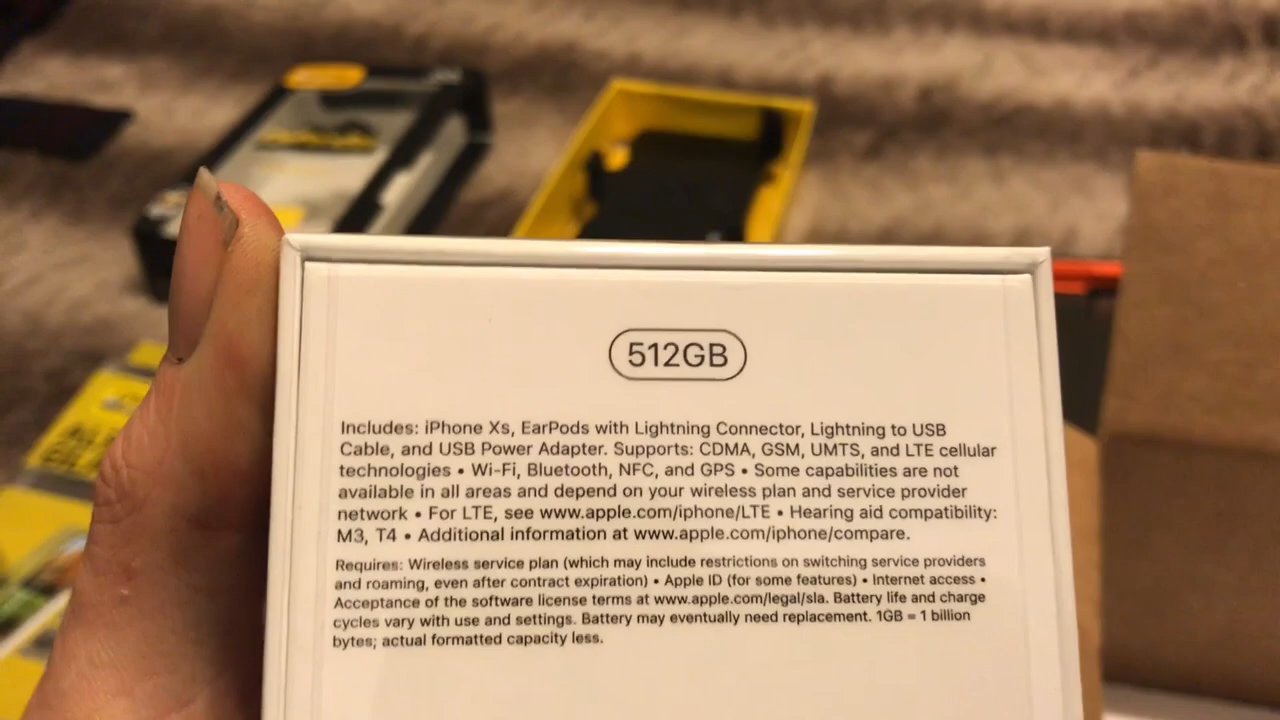 512GB
Includes: iPhone Xs, EarPods with Lightning Connector, Lightning to USB
Cable, and USB Power Adapter. Supports: CDMA, GSM, UMTS, and LTE cellular
technologies • Wi-Fi, Bluetooth, NFC, and GPS • Some capabilities are not
available in all areas and depend on your wireless plan and service provider
network • For LTE, see www.apple.com/iphone/LTE • Hearing aid compatibility:
M3, T4 • Additional information at www.apple.com/iphone/compare.
Requires: Wireless service plan (which may include restrictions on switching service providers
and roaming, even after contract expiration) • Apple ID (for some features) • Internet access •
Acceptance of the software license terms at www.apple.com/legal/sla. Battery life and charge
cycles vary with use and settings. Battery may eventually need replacement. 1GB = 1 billion
bytes; actual formatted capacity less.